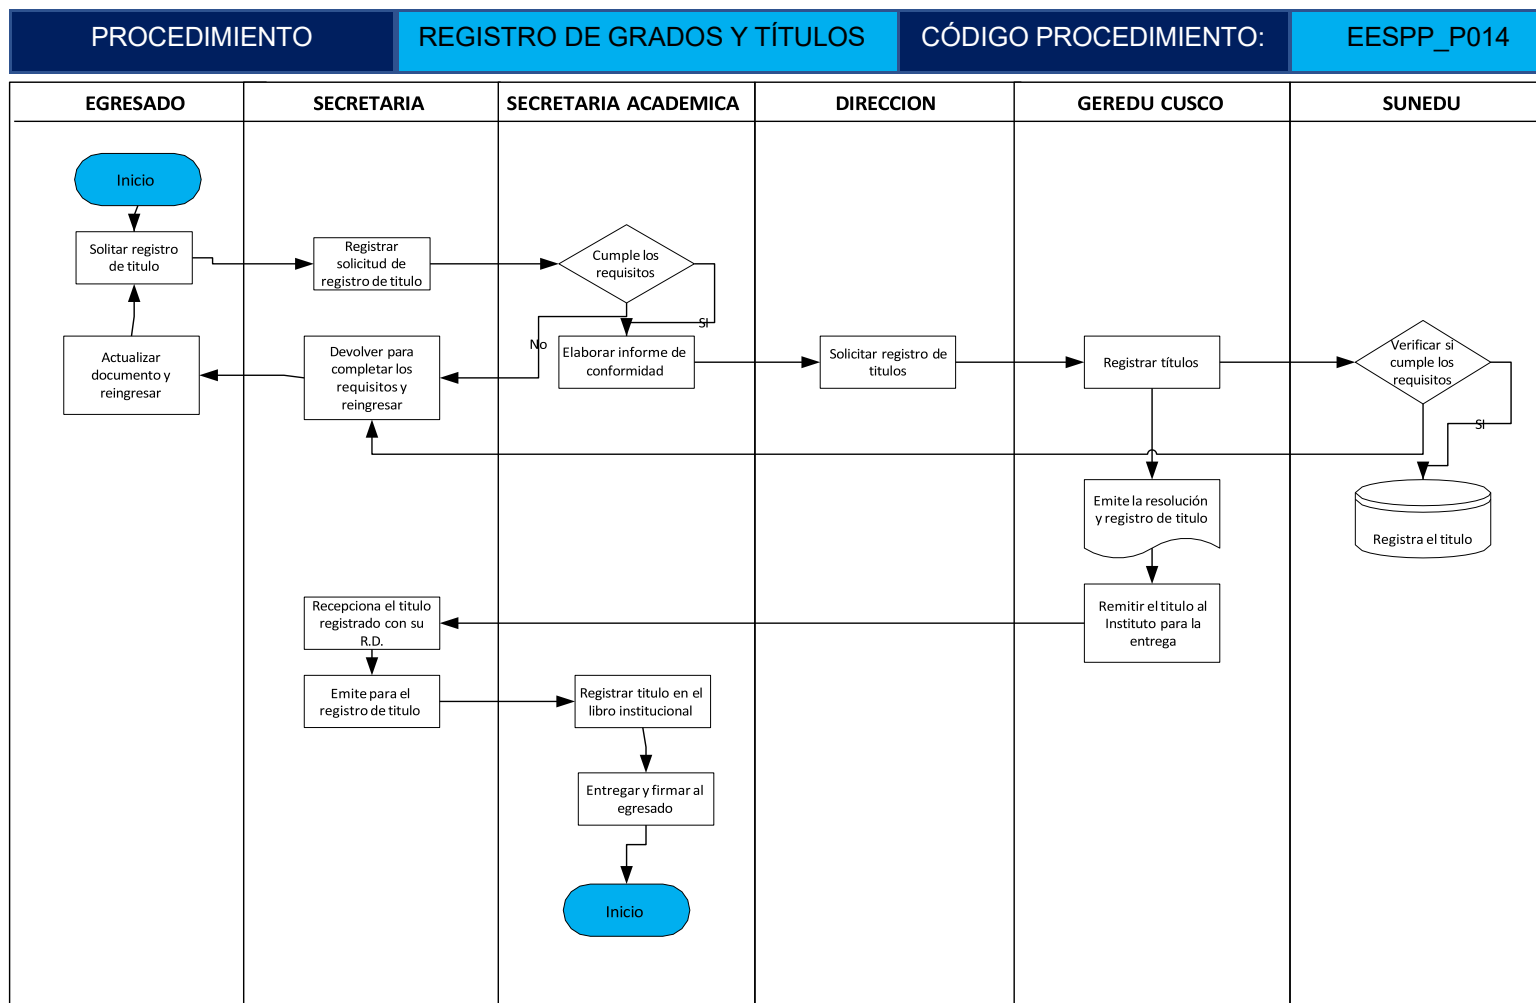 PROCEDIMIENTO
REGISTRO DE GRADOS Y TÍTULOS
CÓDIGO PROCEDIMIENTO:
EESPP_P014
EGRESADO
SECRETARIA
SECRETARIA ACADEMICA
DIRECCION
GEREDU CUSCO
SUNEDU
Inicio
Solitar registro
de titulo
Registrar
solicitud de
registro de titulo
Cumple los
requisitos
SI
No
Actualizar
documento y
reingresar
Devolver para
completar los
requisitos y
reingresar
Elaborar informe de
conformidad
Solicitar registro de
titulos
Registrar títulos
Verificar si
cumple los
requisitos
SI
Emite la resolución
y registro de titulo
Registra el titulo
Recepciona el titulo
registrado con su
R.D.
Remitir el titulo al
Instituto para la
entrega
Emite para el
registro de titulo
Registrar titulo en el
libro institucional
Entregar y firmar al
egresado
Inicio